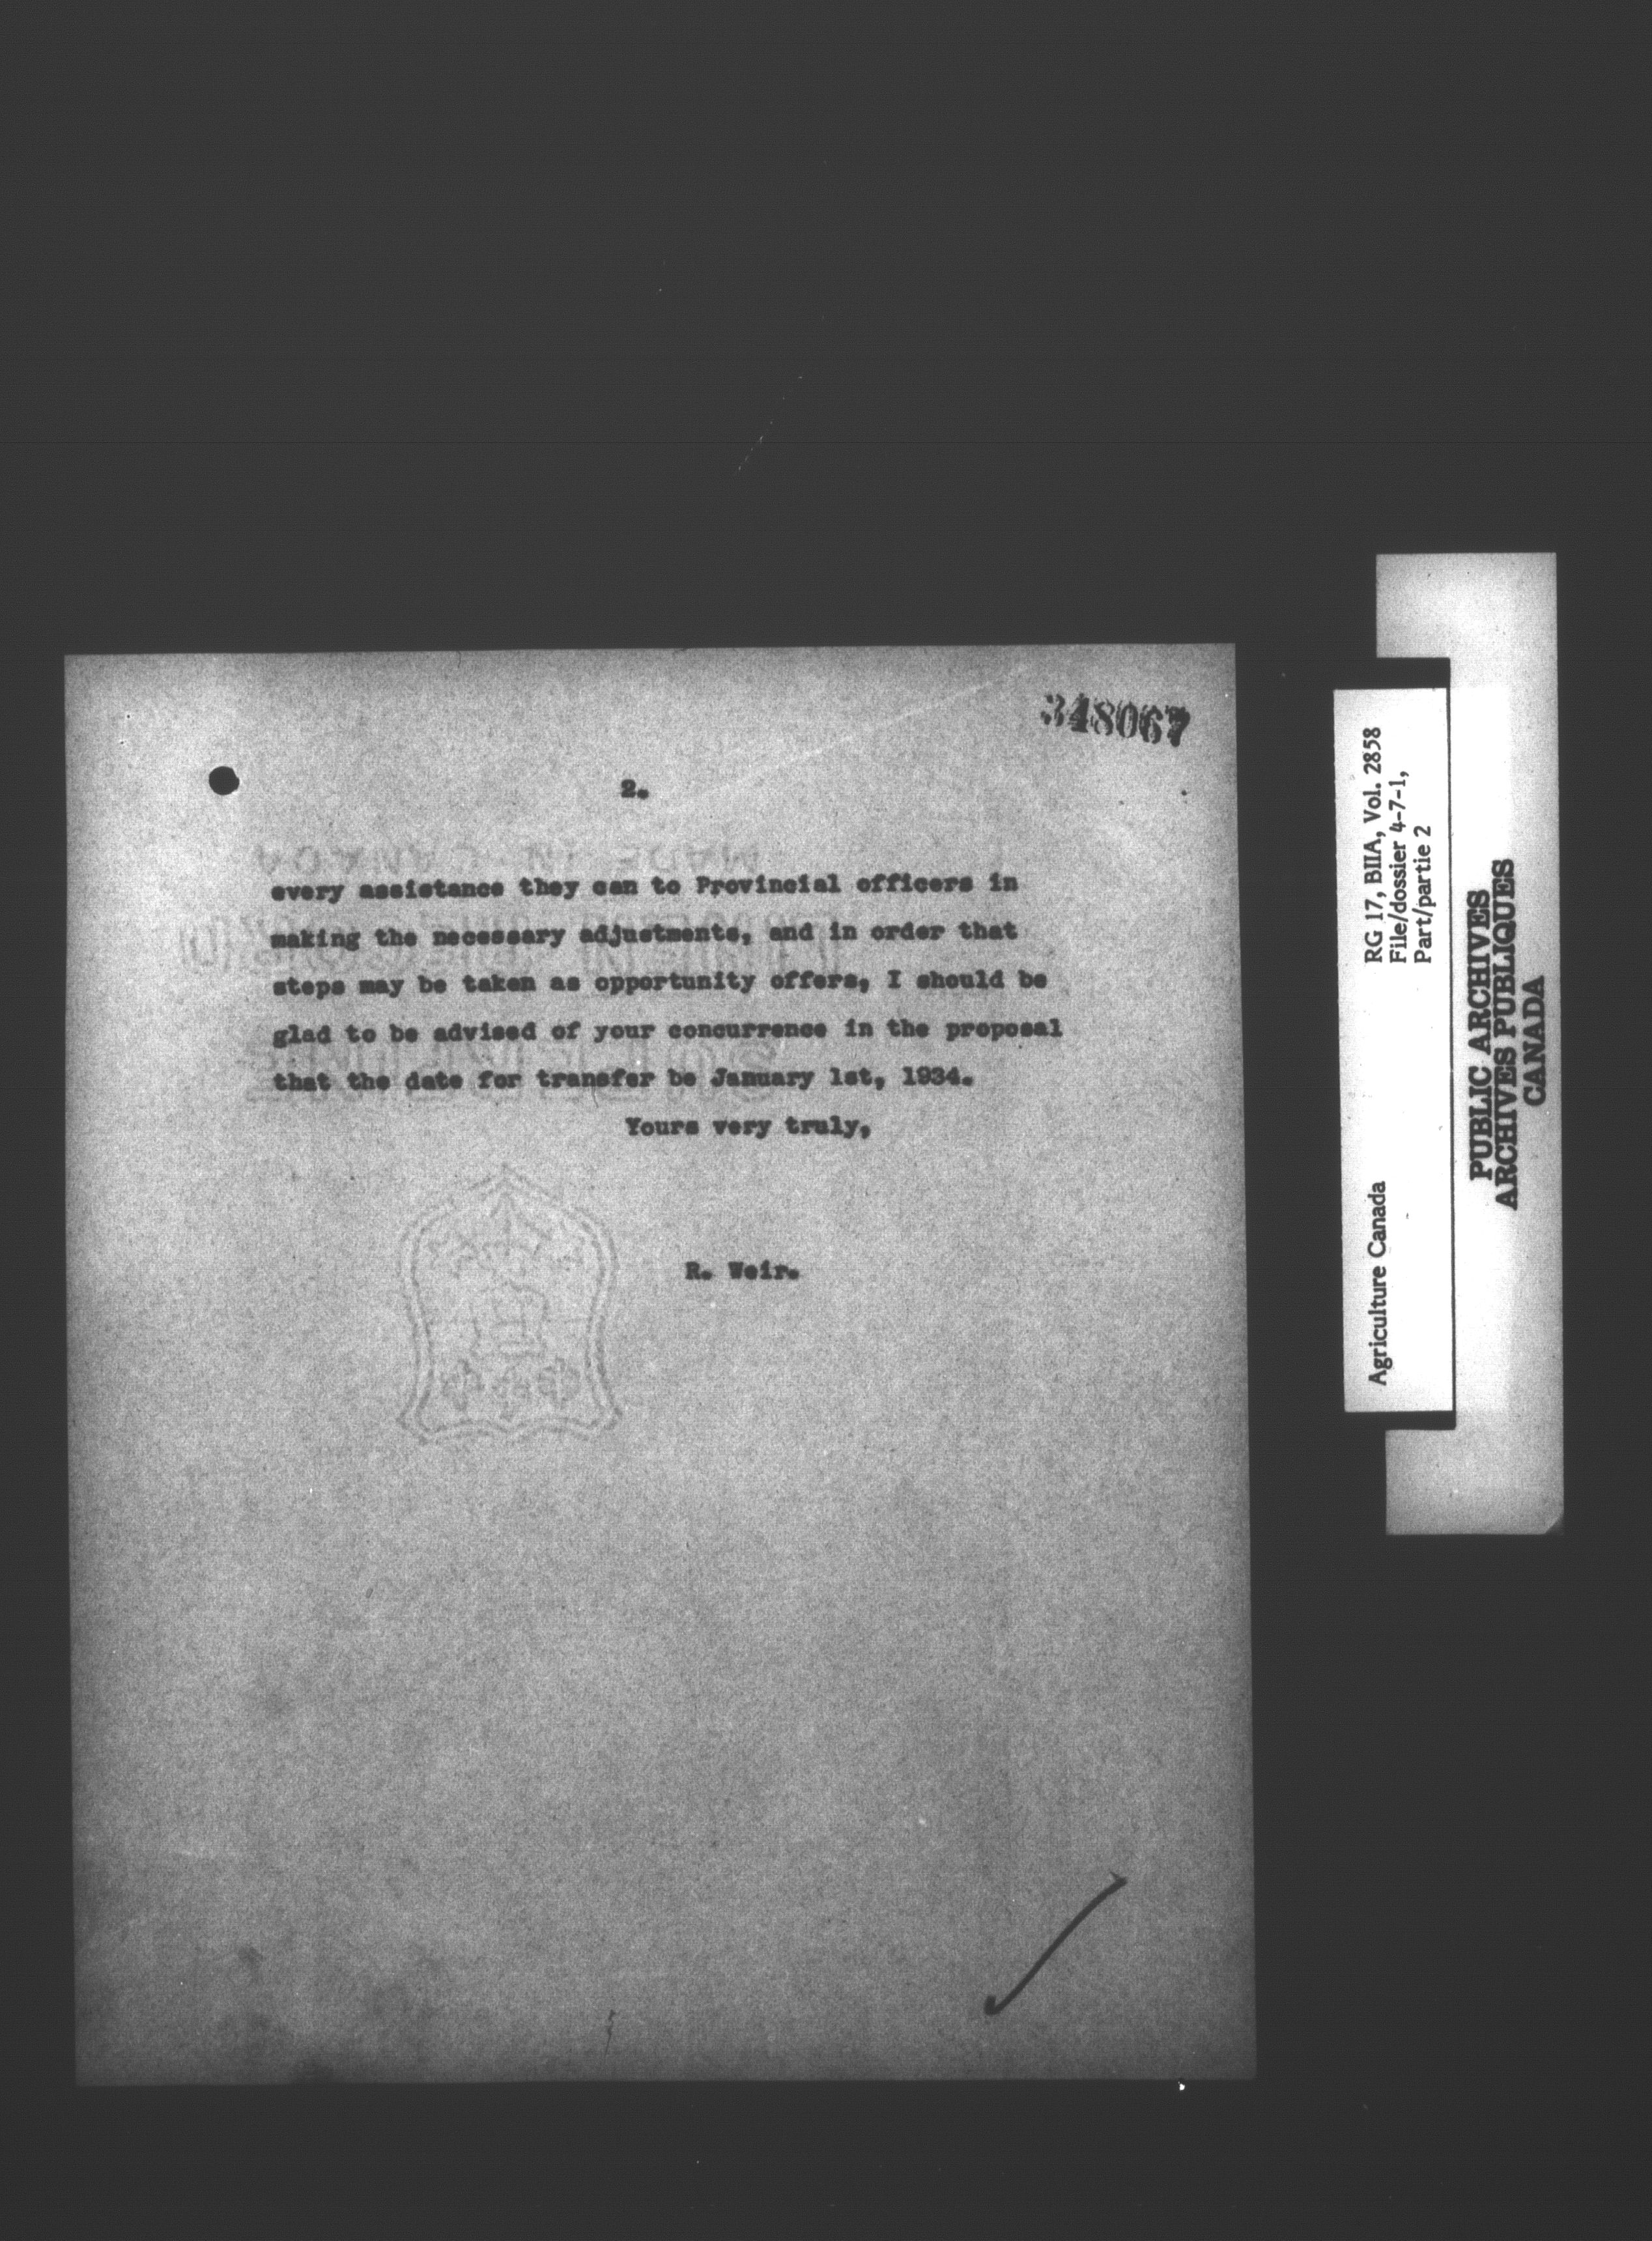 348067
2.
every assistance they can to Provincial officers in
making the necessary adjustments, and in order that
steps may be taken as opportunity offers, I should be
glad to be advised of your concurrence in the proposal
that the date for transfer be January 1st, 1934.
Yours very truly,
R. Weir.
MADE IN CANADA
Agriculture Canada
RG 17, BIIA, Vol. 2858
File/dossier 4-7-1,
Part/partie 2
PUBLIC ARCHIVES
ARCHIVES PUBLIQUES
CANADA